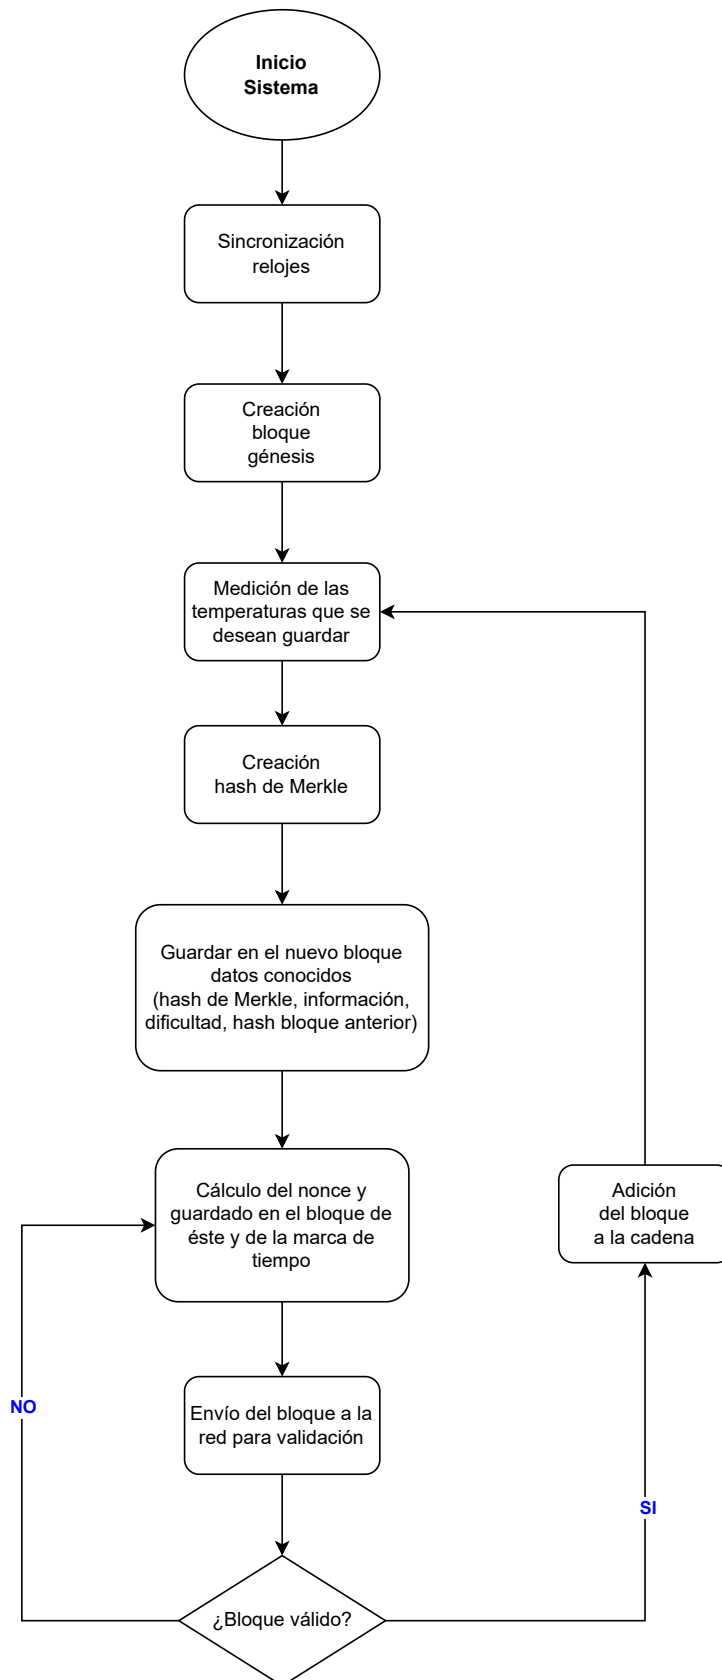 Inicio
Sistema
Sincronización
relojes
Creación
bloque
génesis
Medición de las
temperaturas que se
desean guardar
Creación
hash de Merkle
Guardar en el nuevo bloque
datos conocidos
(hash de Merkle, información,
dificultad, hash bloque anterior)
Cálculo del nonce y
guardado en el bloque de
éste y de la marca de
tiempo
Adición
del bloque
a la cadena
Envío del bloque a la
red para validación
NO
SI
¿Bloque válido?